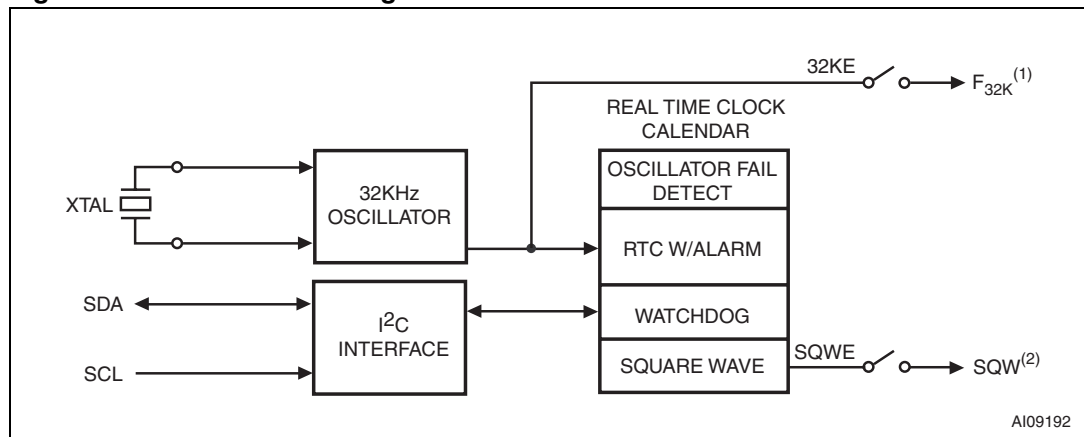 32KE
F32K(1)
REAL TIME CLOCK
CALENDAR
OSCILLATOR FAIL
DETECT
XTAL
32KHz
OSCILLATOR
RTC W/ALARM
SDA
I2C
INTERFACE
WATCHDOG
SCL
SQUARE WAVE
SQWE
SQW(2)
AI09192